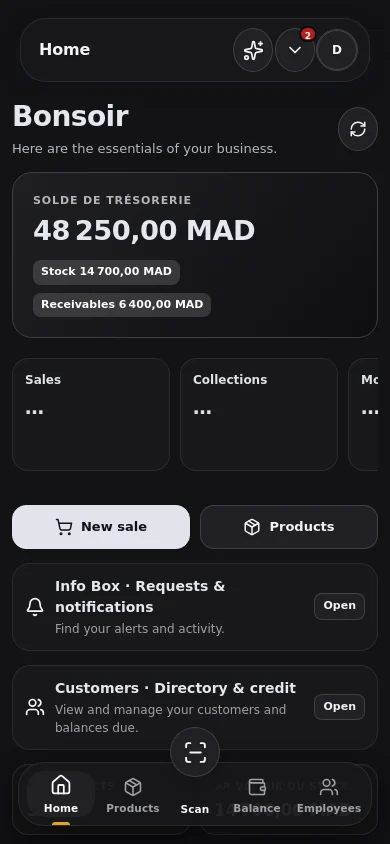 Home
2
D
Bonsoir
Here are the essentials of your business.
SOLDE DE TRÉSORERIE
48 250,00 MAD
Stock 14 700,00 MAD
Receivables 6 400,00 MAD
Sales
Collections
...
...
...
New sale
Products
Info Box · Requests &
notifications
Find your alerts and activity.
Open
Customers · Directory & credit
View and manage your customers and
balances due.
Open
Home
Products
Scan
Balance
Employees